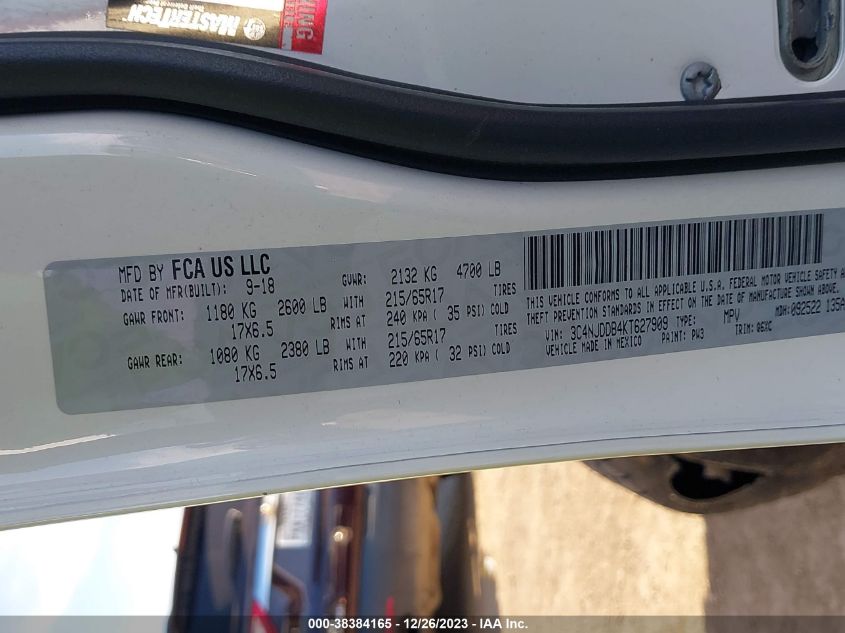 MASTERTECH
MFD BY FCA US LLC
DATE OF MFR(BUILT): 9-18
GVWR: 2132 KG 4700 LB
GAWR FRONT: 1180 KG 2600 LB WITH 215/65R17 TIRES
17X6.5 RIMS AT 240 KPA ( 35 PSI) COLD
GAWR REAR: 1080 KG 2380 LB WITH 215/65R17 TIRES
17X6.5 RIMS AT 220 KPA ( 32 PSI) COLD
THIS VEHICLE CONFORMS TO ALL APPLICABLE U.S.A. FEDERAL MOTOR VEHICLE SAFETY
THEFT PREVENTION STANDARDS IN EFFECT ON THE DATE OF MANUFACTURE SHOWN ABOVE
VIN: 3C4NJDDB4KT627909 TYPE: MPV MDH: 092522 135A
VEHICLE MADE IN MEXICO PAINT: PW3 TRIM: Q6XC
000-38384165 - 12/26/2023 - IAA Inc.